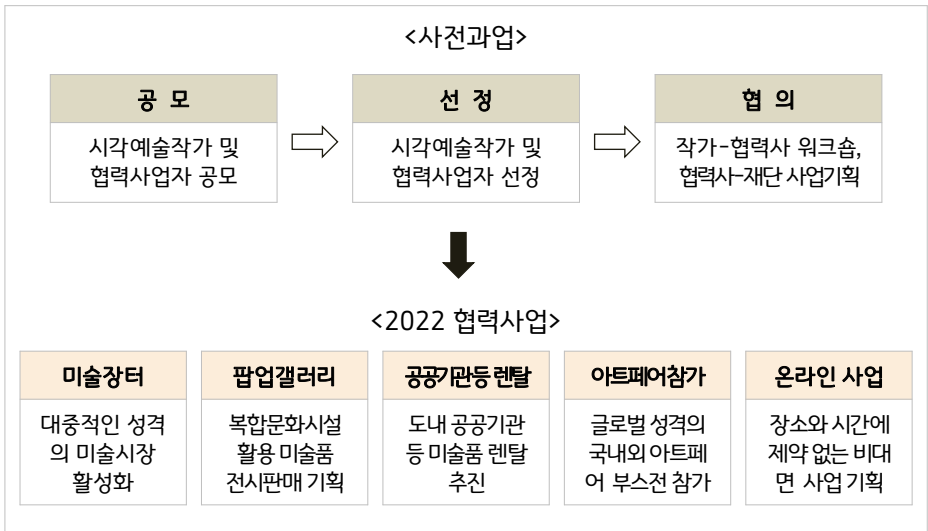 <사전과업>
공 모
시각예술작가 및
협력사업자 공모
선 정
시각예술작가 및
협력사업자 선정
협 의
작가-협력사 워크숍,
협력사-재단 사업기획
<2022 협력사업>
미술장터
대중적인 성격
의 미술시장
활성화
팝업갤러리
복합문화시설
활용 미술품
전시판매 기획
공공기관등 렌탈
도내 공공기관
등 미술품 렌탈
추진
아트페어참가
글로벌 성격의
국내외 아트페
어 부스전 참가
온라인 사업
장소와 시간에
제약 없는 비대
면 사업 기획